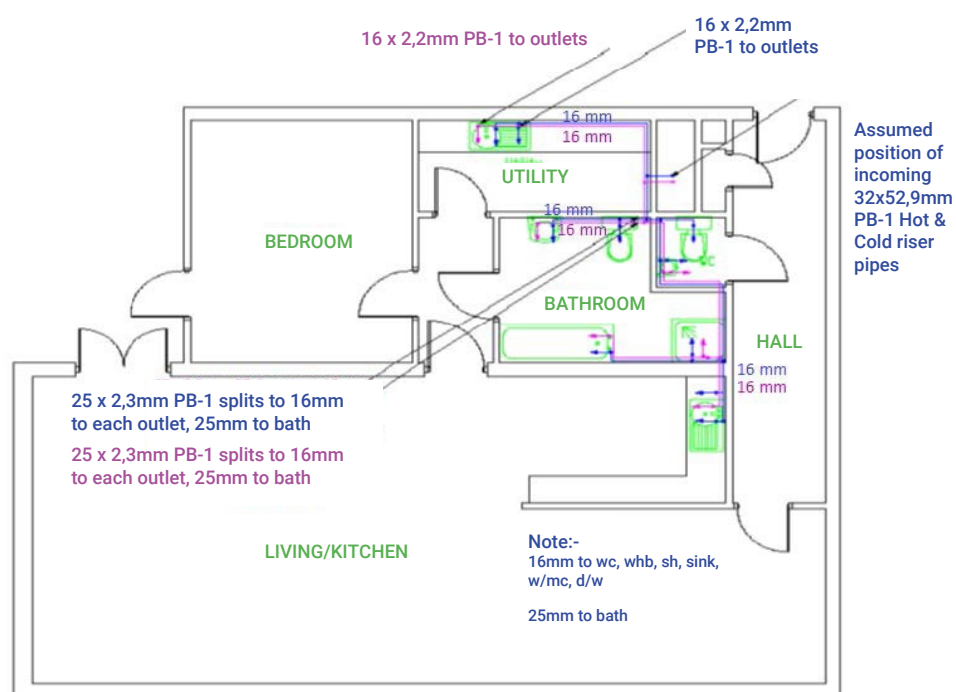 16 x 2,2mm PB-1 to outlets
16 x 2,2mm
PB-1 to outlets
16 mm
16 mm
Assumed
position of
incoming
32x52,9mm
PB-1 Hot &
Cold riser
pipes
UTILITY
16 mm
16 mm
BEDROOM
BATHROOM
HALL
16 mm
16 mm
25 x 2,3mm PB-1 splits to 16mm
to each outlet, 25mm to bath
25 x 2,3mm PB-1 splits to 16mm
to each outlet, 25mm to bath
LIVING/KITCHEN
Note:-
16mm to wc, whb, sh, sink,
w/mc, d/w
25mm to bath